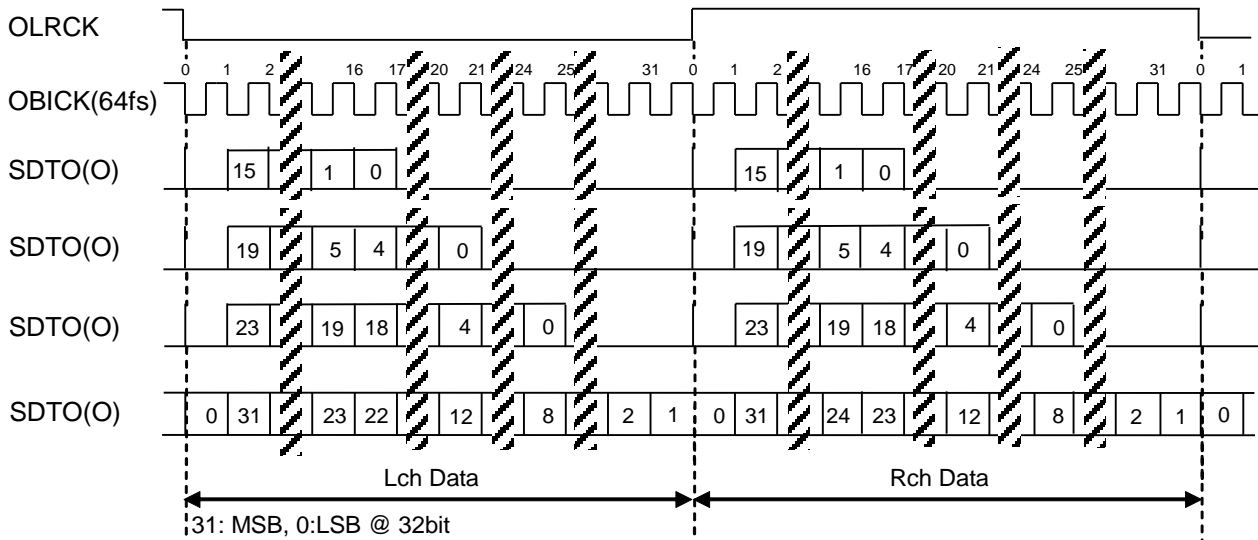 OLRCK
0 1 2 16 17 20 21 24 25 31 0 1 2 16 17 20 21 24 25 31 0 1
OBICK(64fs)
SDTO(O) 15 1 0 15 1 0
SDTO(O) 19 5 4 0 19 5 4 0
SDTO(O) 23 19 18 4 0 23 19 18 4 0
SDTO(O) 0 31 23 22 12 8 2 1 0 31 24 23 12 8 2 1 0
Lch Data Rch Data
31: MSB, 0:LSB @ 32bit